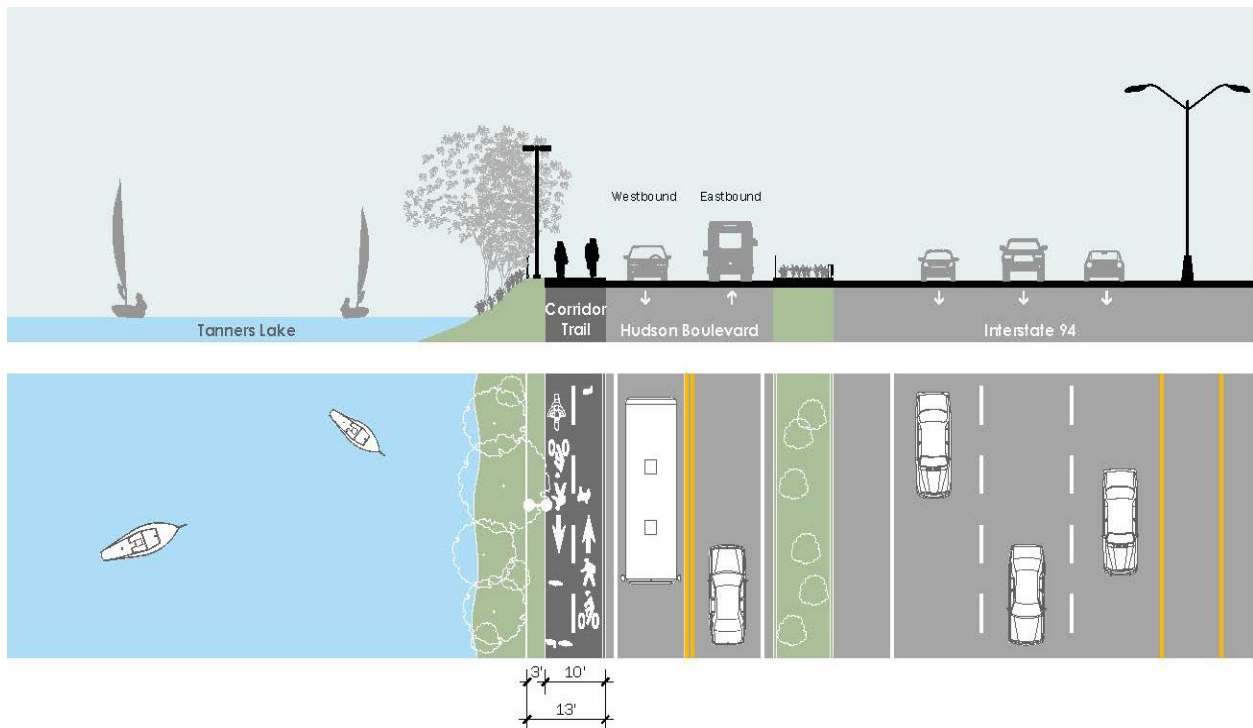 Westbound
Eastbound
Tanners Lake
Corridor
Trail
Hudson Boulevard
Interstate 94
3'
10'
13'